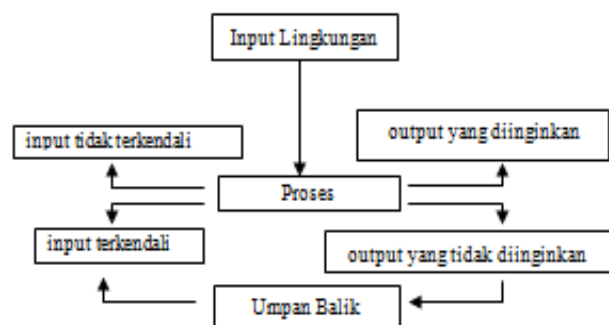 Input Lingkungan
input tidak terkendali
output yang diinginkan
Proses
input terkendali
output yang tidak diinginkan
Umpan Balik